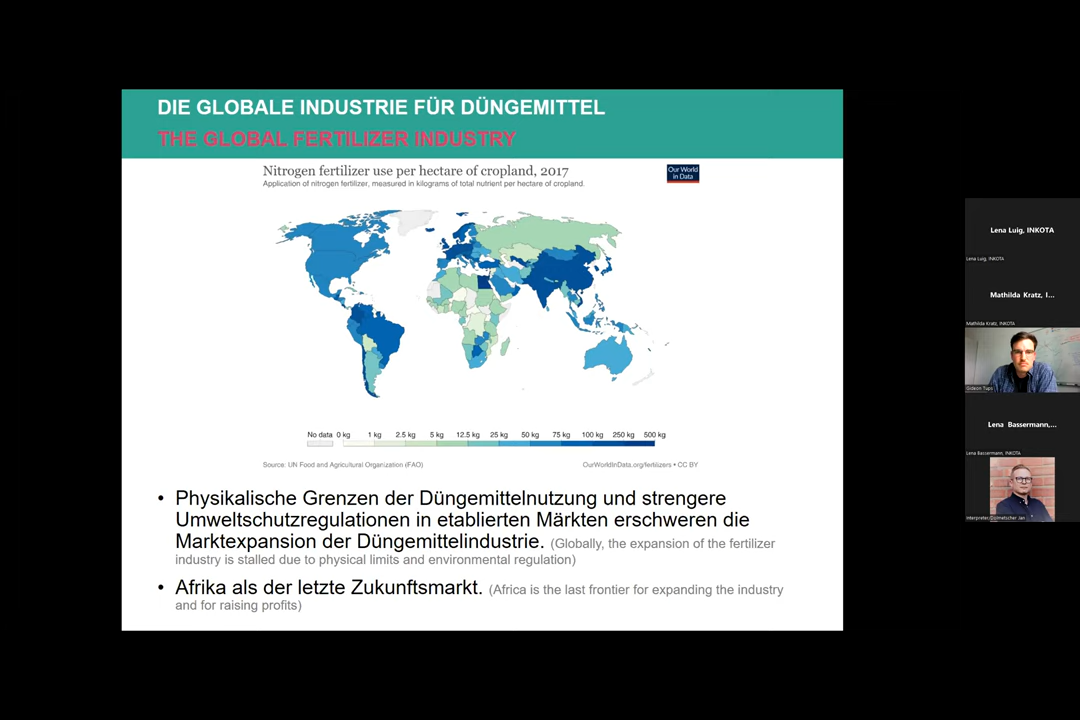 DIE GLOBALE INDUSTRIE FÜR DÜNGEMITTEL
THE GLOBAL FERTILIZER INDUSTRY
Nitrogen fertilizer use per hectare of cropland, 2017
Application of nitrogen fertilizer, measured in kilograms of total nutrient per hectare of cropland.
Our World
in Data
No data 0 kg 1 kg 2.5 kg 5 kg 12.5 kg 25 kg 50 kg 75 kg 100 kg 250 kg 500 kg
Source: UN Food and Agricultural Organization (FAO)
OurWorldInData.org/fertilizers • CC BY
• Physikalische Grenzen der Düngemittelnutzung und strengere
Umweltschutzregulationen in etablierten Märkten erschweren die
Marktexpansion der Düngemittelindustrie. (Globally, the expansion of the fertilizer
industry is stalled due to physical limits and environmental regulation)
• Afrika als der letzte Zukunftsmarkt. (Africa is the last frontier for expanding the industry
and for raising profits)
Lena Luig, INKOTA
Lena Luig, INKOTA
Mathilda Kratz, I...
Mathilda Kratz, INKOTA
Gideon Tups
Lena Bassermann,...
Lena Bassermann, INKOTA
Jan